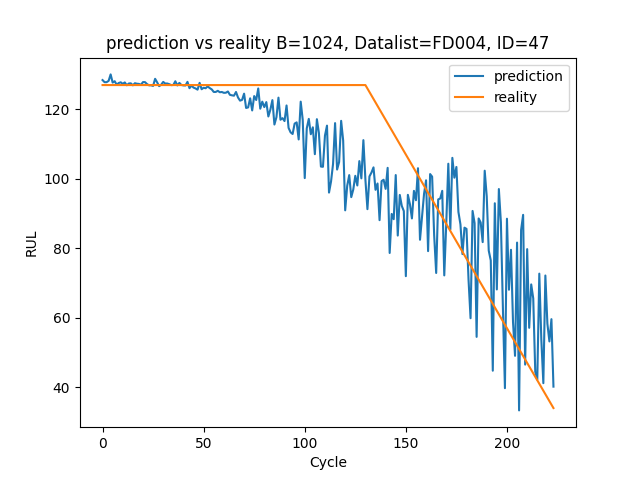 prediction vs reality B=1024, Datalist=FD004, ID=47
prediction
reality
120
100
80
60
40
RUL
0
50
100
150
200
Cycle